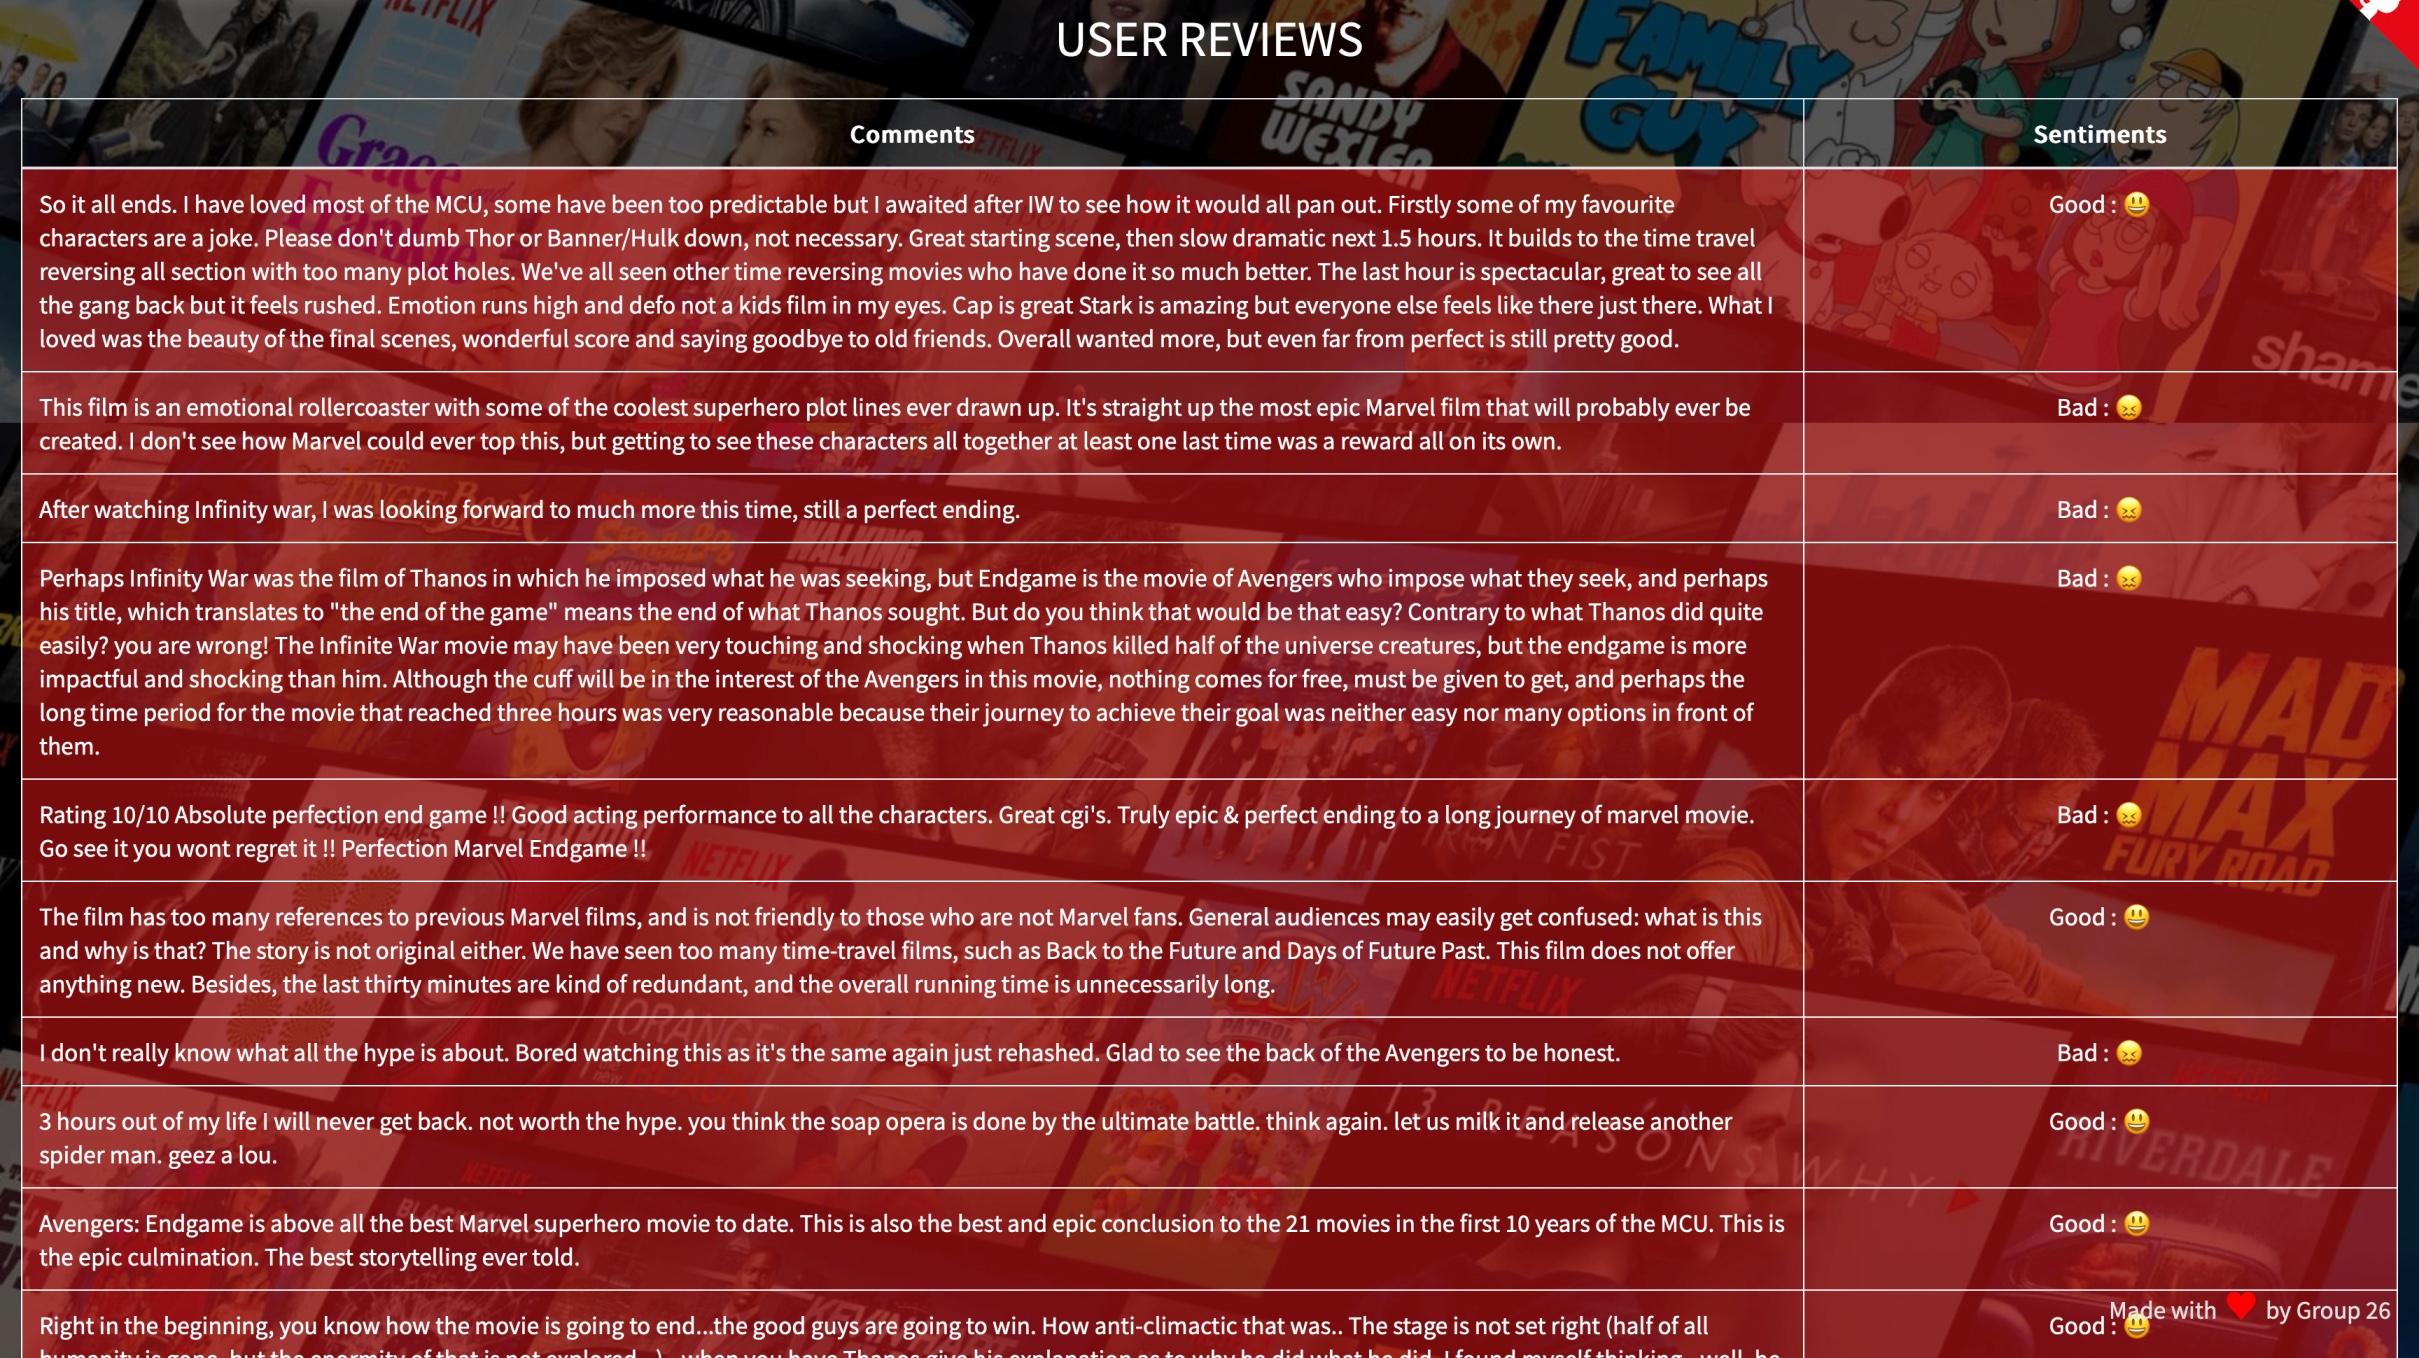 NETFLIX
USER REVIEWS
SANDY
WEXLER
FAMILY
GUY
Grace
Comments
Sentiments
So it all ends. I have loved most of the MCU, some have been too predictable but I awaited after IW to see how it would all pan out. Firstly some of my favourite
Good : 😃
characters are a joke. Please don't dumb Thor or Banner/Hulk down, not necessary. Great starting scene, then slow dramatic next 1.5 hours. It builds to the time travel
reversing all section with too many plot holes. We've all seen other time reversing movies who have done it so much better. The last hour is spectacular, great to see all
the gang back but it feels rushed. Emotion runs high and defo not a kids film in my eyes. Cap is great Stark is amazing but everyone else feels like there just there. What I
loved was the beauty of the final scenes, wonderful score and saying goodbye to old friends. Overall wanted more, but even far from perfect is still pretty good.
shame
This film is an emotional rollercoaster with some of the coolest superhero plot lines ever drawn up. It's straight up the most epic Marvel film that will probably ever be
Bad : 😖
created. I don't see how Marvel could ever top this, but getting to see these characters all together at least one last time was a reward all on its own.
After watching Infinity war, I was looking forward to much more this time, still a perfect ending.
Bad : 😖
Perhaps Infinity War was the film of Thanos in which he imposed what he was seeking, but Endgame is the movie of Avengers who impose what they seek, and perhaps
Bad : 😖
his title, which translates to "the end of the game" means the end of what Thanos sought. But do you think that would be that easy? Contrary to what Thanos did quite
easily? you are wrong! The Infinite War movie may have been very touching and shocking when Thanos killed half of the universe creatures, but the endgame is more
impactful and shocking than him. Although the cuff will be in the interest of the Avengers in this movie, nothing comes for free, must be given to get, and perhaps the
long time period for the movie that reached three hours was very reasonable because their journey to achieve their goal was neither easy nor many options in front of
them.
MAD
MAX
FURY ROAD
Rating 10/10 Absolute perfection end game !! Good acting performance to all the characters. Great cgi's. Truly epic & perfect ending to a long journey of marvel movie.
Bad : 😖
Go see it you wont regret it !! Perfection Marvel Endgame !!
NETFLIX
IRON FIST
The film has too many references to previous Marvel films, and is not friendly to those who are not Marvel fans. General audiences may easily get confused: what is this
Good : 😃
and why is that? The story is not original either. We have seen too many time-travel films, such as Back to the Future and Days of Future Past. This film does not offer
anything new. Besides, the last thirty minutes are kind of redundant, and the overall running time is unnecessarily long.
NETFLIX
I don't really know what all the hype is about. Bored watching this as it's the same again just rehashed. Glad to see the back of the Avengers to be honest.
Bad : 😖
3 hours out of my life I will never get back. not worth the hype. you think the soap opera is done by the ultimate battle. think again. let us milk it and release another
Good : 😃
spider man. geez a lou.
13 REASONS WHY
RIVERDALE
Avengers: Endgame is above all the best Marvel superhero movie to date. This is also the best and epic conclusion to the 21 movies in the first 10 years of the MCU. This is
Good : 😃
the epic culmination. The best storytelling ever told.
Right in the beginning, you know how the movie is going to end...the good guys are going to win. How anti-climactic that was.. The stage is not set right (half of all
Good : 😃
Made with ❤ by Group 26